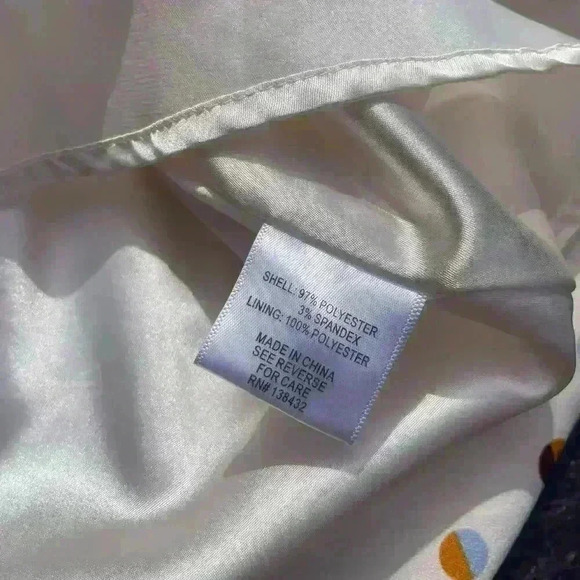 SHELL: 97% POLYESTER
3% SPANDEX
LINING: 100% POLYESTER
MADE IN CHINA
SEE REVERSE
FOR CARE
RN# 138432